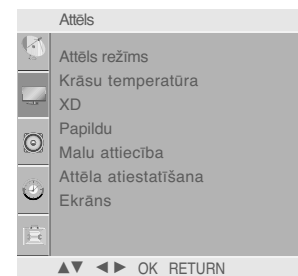 Attēls
Attēls režīms
Krāsu temperatūra
XD
Papildu
Malu attiecība
Attēla atiestatīšana
Ekrāns
▲▼ ◄► OK RETURN